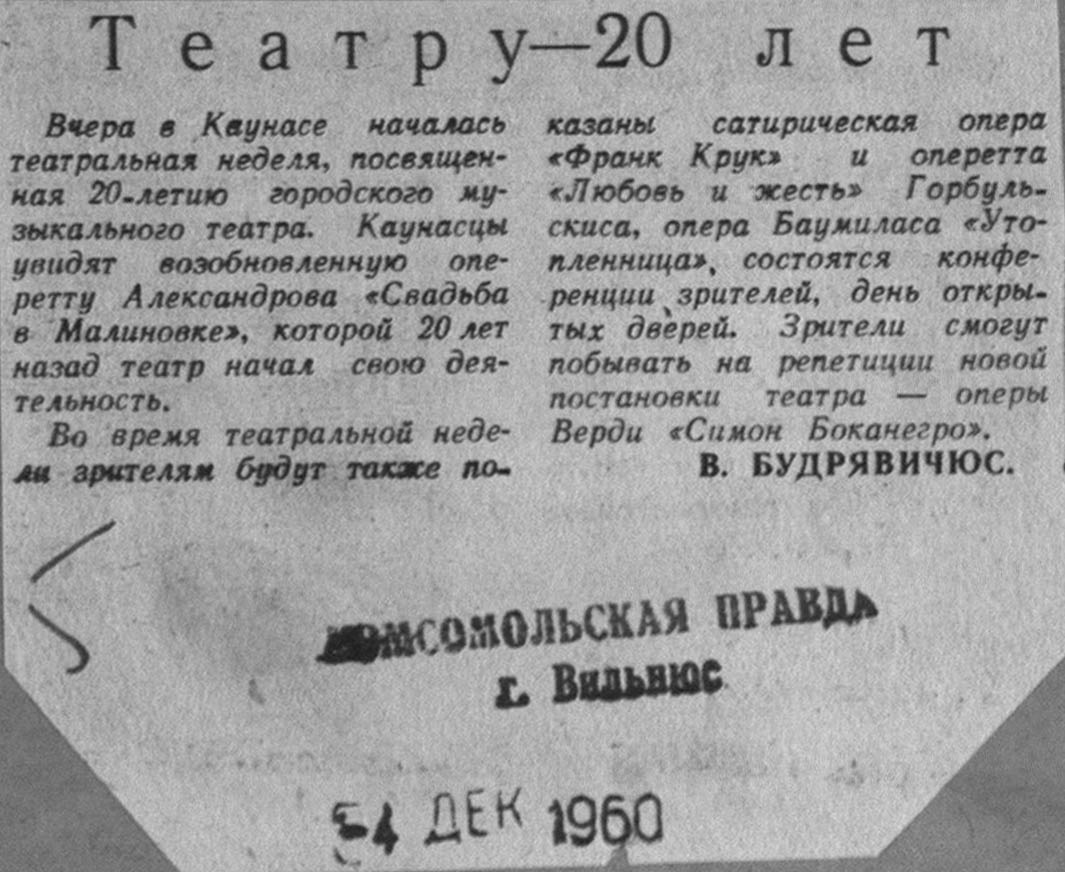 Театру—20 лет
Вчера в Каунасе началась
театральная неделя, посвящен-
ная 20-летию городского му-
зыкального театра. Каунасцы
увидят возобновленную опе-
ретту Александрова «Свадьба
в Малиновке», которой 20 лет
назад театр начал свою дея-
тельность.
Во время театральной неде-
ли зрителям будут также по-
казаны сатирическая опера
«Франк Крук» и оперетта
«Любовь и жесть» Горбуль-
скиса, опера Баумиласа «Уто-
пленница», состоятся конфе-
ренции зрителей, день откры-
тых дверей. Зрители смогут
побывать на репетиции новой
постановки театра — оперы
Верди «Симон Боканегро».
В. БУДРЯВИЧЮС.
КОМСОМОЛЬСКАЯ ПРАВДА
г. Вильнюс
4 ДЕК 1960